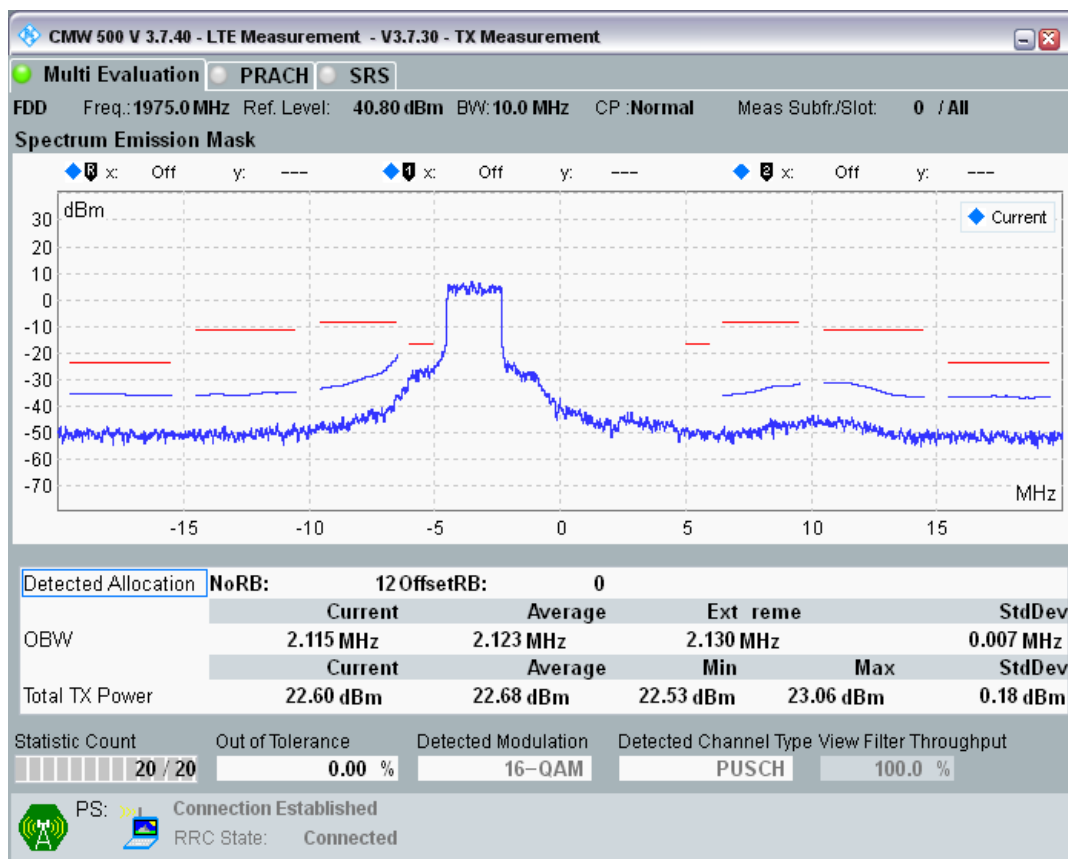 CMW 500 V 3.7.40 - LTE Measurement - V3.7.30 - TX Measurement
Multi Evaluation PRACH SRS
FDD Freq.: 1975.0 MHz Ref. Level: 40.80 dBm BW: 10.0 MHz CP :Normal Meas Subfr./Slot: 0 / All
Spectrum Emission Mask
R x: Off y: --- 1 x: Off y: --- 2 x: Off y: ---
dBm
Current
30
20
10
0
-10
-20
-30
-40
-50
-60
-70
MHz
-15 -10 -5 0 5 10 15
Detected Allocation NoRB: 12 OffsetRB: 0
Current Average Ext reme StdDev
OBW 2.115 MHz 2.123 MHz 2.130 MHz 0.007 MHz
Current Average Min Max StdDev
Total TX Power 22.60 dBm 22.68 dBm 22.53 dBm 23.06 dBm 0.18 dBm
Statistic Count Out of Tolerance Detected Modulation Detected Channel Type View Filter Throughput
20 / 20 0.00 % 16-QAM PUSCH 100.0 %
PS: Connection Established
RRC State: Connected